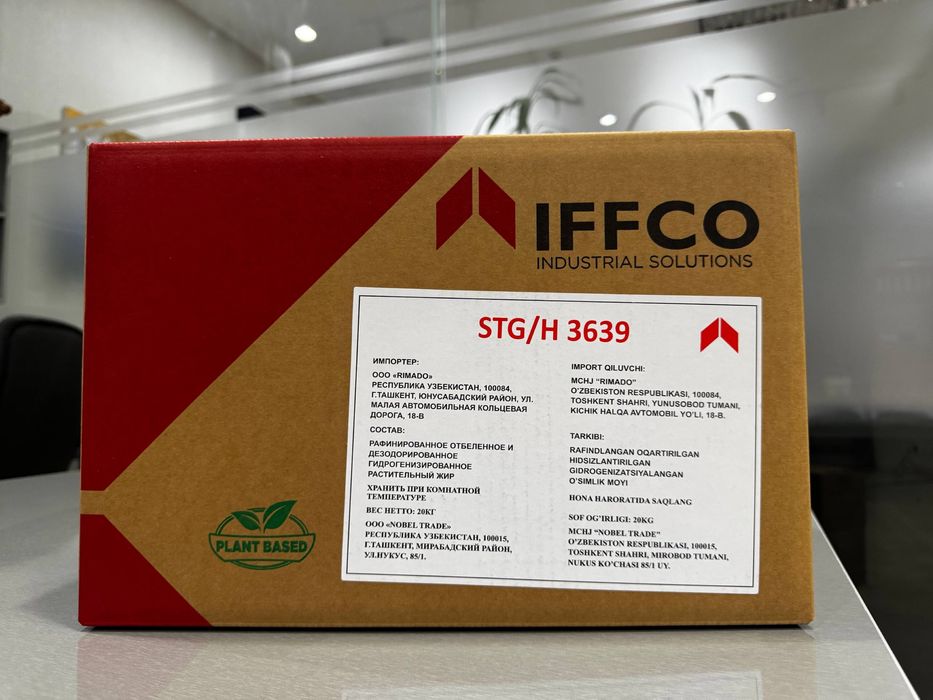 IFFCO
INDUSTRIAL SOLUTIONS
STG/H 3639
ИМПОРТЕР:
ООО «RIMADO»
РЕСПУБЛИКА УЗБЕКИСТАН, 100084,
Г.ТАШКЕНТ, ЮНУСАБАДСКИЙ РАЙОН, УЛ.
МАЛАЯ АВТОМОБИЛЬНАЯ КОЛЬЦЕВАЯ
ДОРОГА, 18-В
СОСТАВ:
РАФИНИРОВАННОЕ ОТБЕЛЕННОЕ И
ДЕЗОДОРИРОВАННОЕ
ГИДРОГЕНИЗИРОВАННОЕ
РАСТИТЕЛЬНЫЙ ЖИР
ХРАНИТЬ ПРИ КОМНАТНОЙ
ТЕМПЕРАТУРЕ
ВЕС НЕТТО: 20КГ
ООО «NOBEL TRADE»
РЕСПУБЛИКА УЗБЕКИСТАН, 100015,
Г.ТАШКЕНТ, МИРАБАДСКИЙ РАЙОН,
УЛ.НУКУС, 85/1.
IMPORT QILUVCHI:
MCHJ “RIMADO”
O’ZBEKISTON RESPUBLIKASI, 100084,
TOSHKENT SHAHRI, YUNUSOBOD TUMANI,
KICHIK HALQA AVTOMOBIL YO’LI, 18-B.
TARKIBI:
RAFINDLANGAN OQARTIRILGAN
HIDSIZLANTIRILGAN
GIDROGENIZATSIYALANGAN
O’SIMLIK MOYI
HONA HARORATIDA SAQLANG
SOF OG’IRLIGI: 20KG
MCHJ “NOBEL TRADE”
O’ZBEKISTON RESPUBLIKASI, 100015,
TOSHKENT SHAHRI, MIROBOD TUMANI,
NUKUS KO’CHASI 85/1 UY.
PLANT BASED